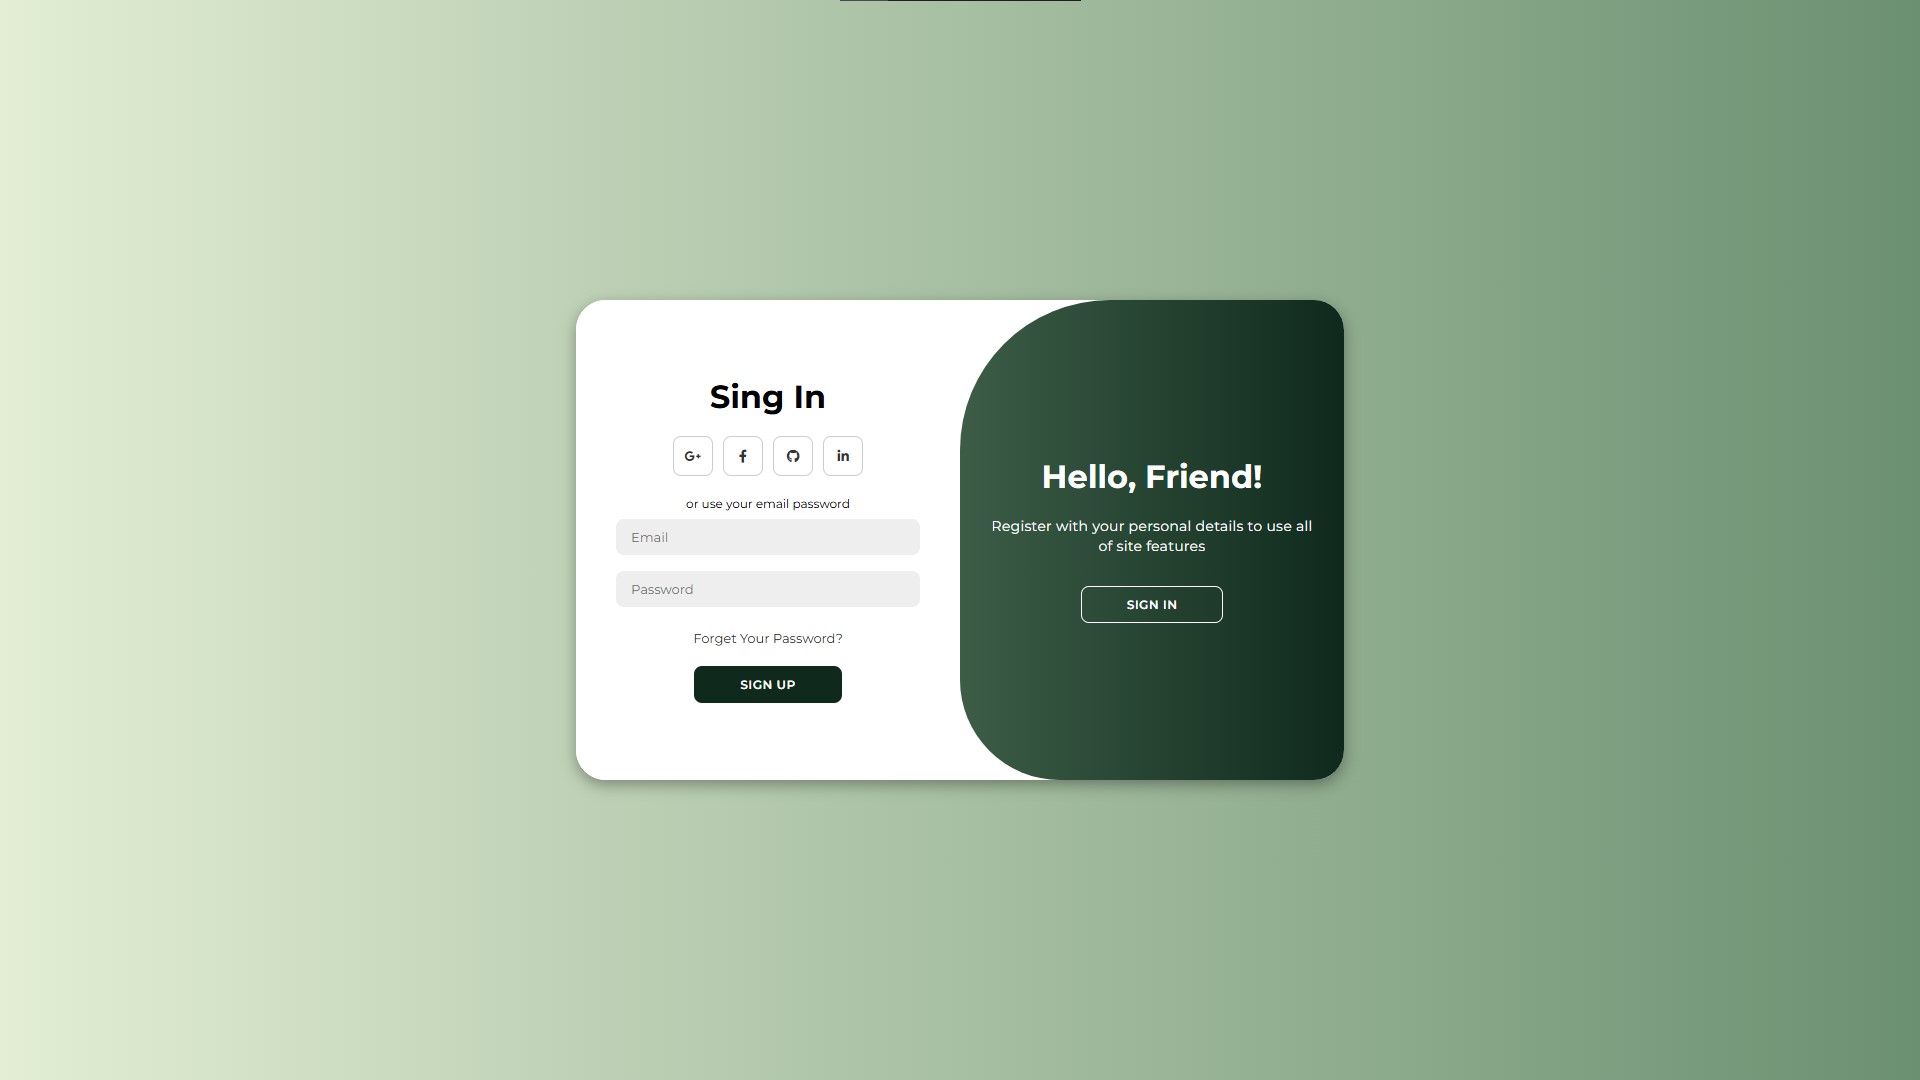 Sing In
G+
f
in
or use your email password
Email
Password
Forget Your Password?
SIGN UP
Hello, Friend!
Register with your personal details to use all
of site features
SIGN IN